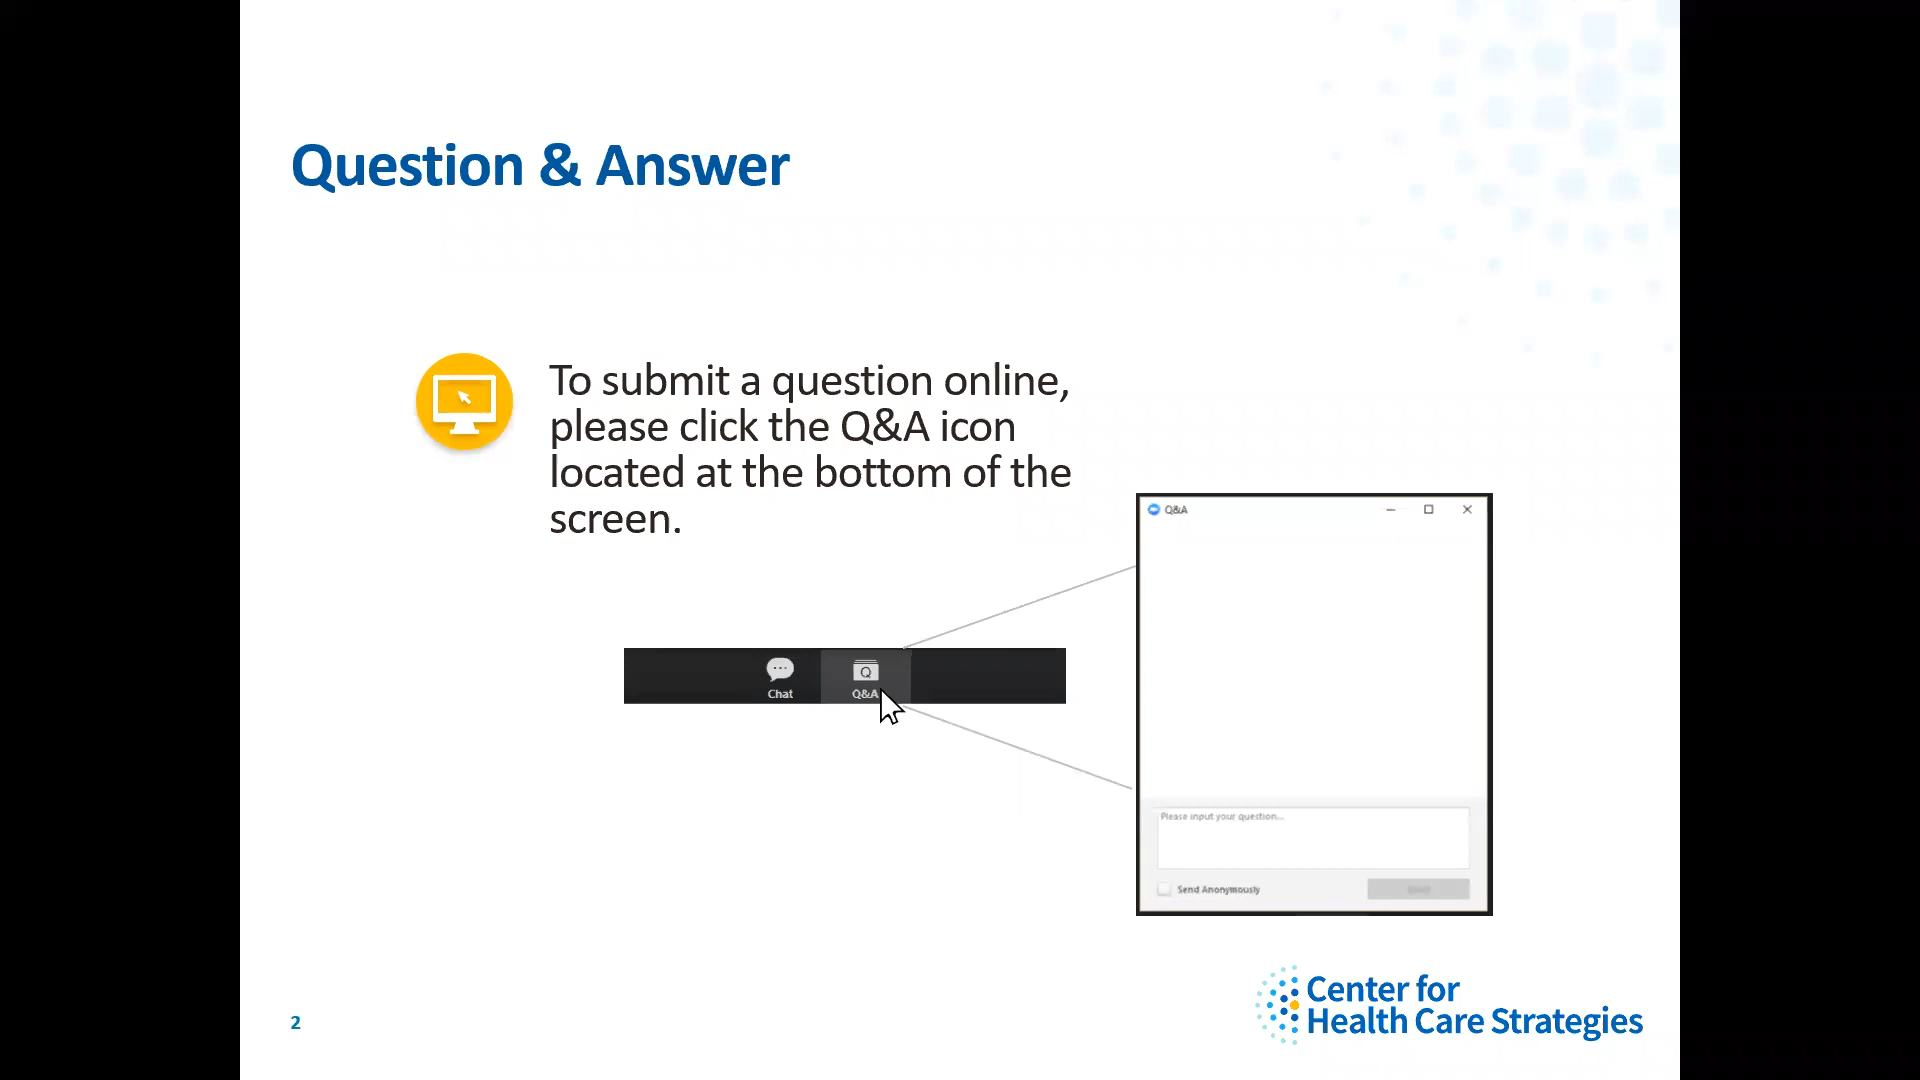 Question & Answer
To submit a question online,
please click the Q&A icon
located at the bottom of the
screen.
Q&A
Chat
Q
Q&A
Please input your question...
Send Anonymously
2
Center for
Health Care Strategies